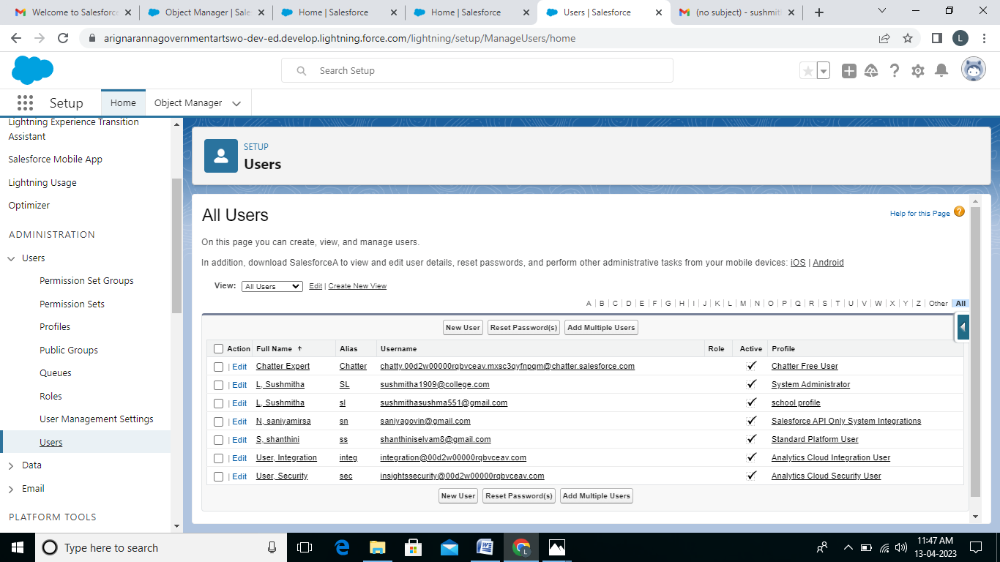 Welcome to Salesforc
Object Manager | Sale
Home | Salesforce
Home | Salesforce
Users | Salesforce
(no subject) - sushmit
arignarannagovernmentartswo-dev-ed.develop.lightning.force.com/lightning/setup/ManageUsers/home
L
Search Setup
Setup
Home
Object Manager
Lightning Experience Transition
Assistant
Salesforce Mobile App
Lightning Usage
Optimizer
ADMINISTRATION
Users
Permission Set Groups
Permission Sets
Profiles
Public Groups
Queues
Roles
User Management Settings
Users
Data
Email
PLATFORM TOOLS
SETUP
Users
All Users
Help for this Page ?
On this page you can create, view, and manage users.
In addition, download SalesforceA to view and edit user details, reset passwords, and perform other administrative tasks from your mobile devices: iOS | Android
View: All Users Edit | Create New View
A | B | C | D | E | F | G | H | I | J | K | L | M | N | O | P | Q | R | S | T | U | V | W | X | Y | Z | Other | All
New User Reset Password(s) Add Multiple Users
Action Full Name ↑ Alias Username Role Active Profile
| Edit Chatter Expert Chatter chatty.00d2w00000rqbvceav.mxsc3qyfnpqm@chatter.salesforce.com Chatter Free User
| Edit L, Sushmitha SL sushmitha1909@college.com System Administrator
| Edit L, Sushmitha sl sushmithasushma551@gmail.com school profile
| Edit N, saniyamirsa sn saniyagovin@gmail.com Salesforce API Only System Integrations
| Edit S, shanthini ss shanthiniselvam8@gmail.com Standard Platform User
| Edit User, Integration integ integration@00d2w00000rqbvceav.com Analytics Cloud Integration User
| Edit User, Security sec insightssecurity@00d2w00000rqbvceav.com Analytics Cloud Security User
New User Reset Password(s) Add Multiple Users
Type here to search
11:47 AM
13-04-2023